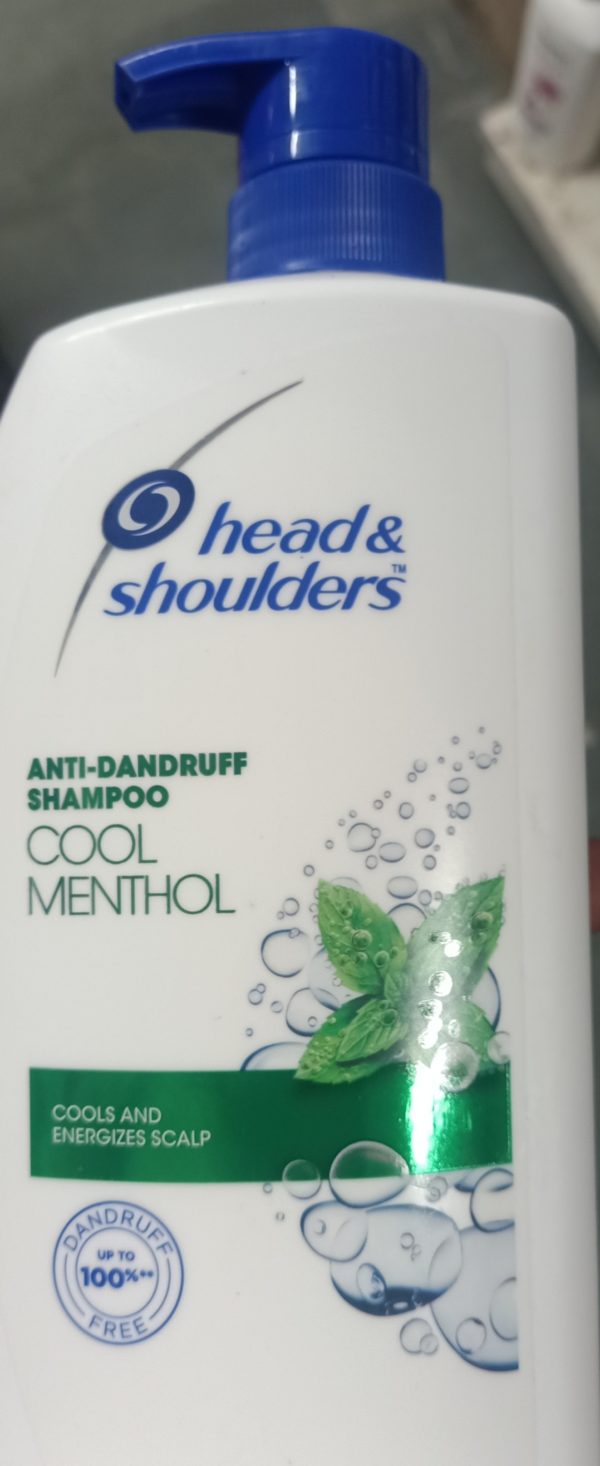 head &
shoulders™
ANTI-DANDRUFF
SHAMPOO
COOL
MENTHOL
COOLS AND
ENERGIZES SCALP
DANDRUFF
UP TO
100%**
FREE